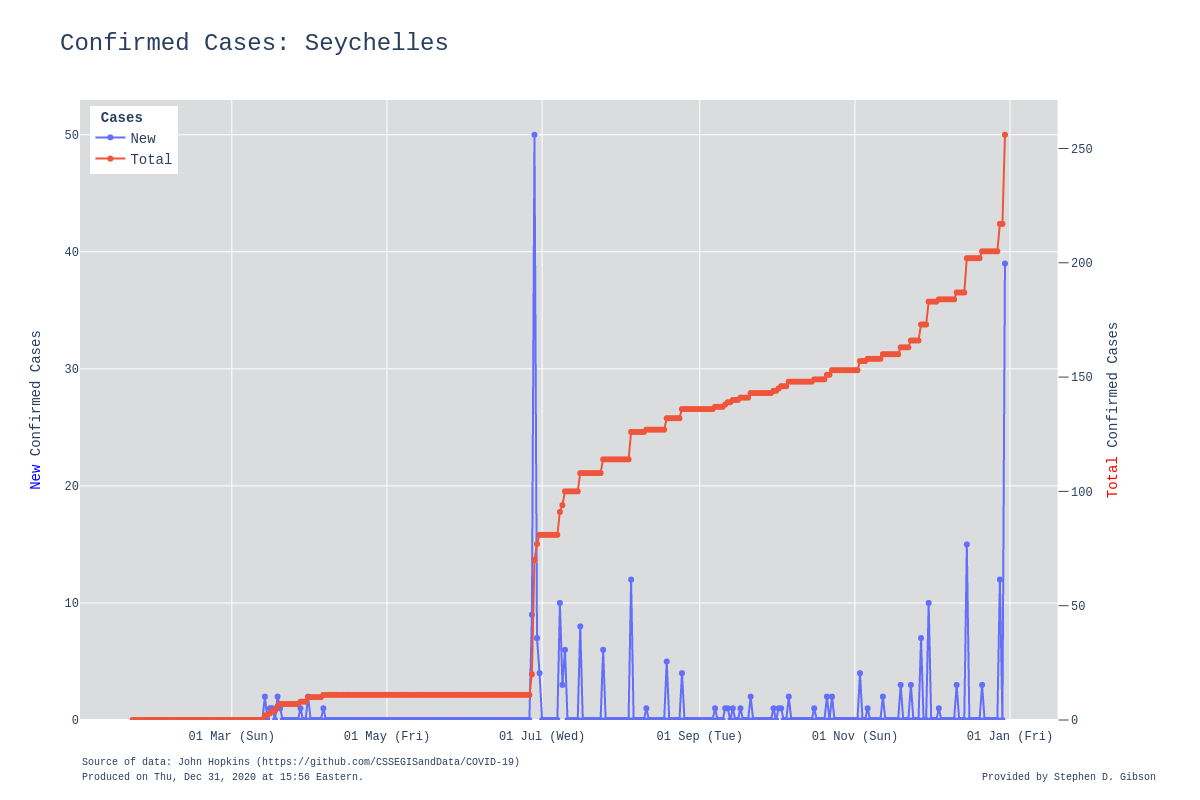 Confirmed Cases: Seychelles
Cases
New
Total
50
40
30
20
10
0
New Confirmed Cases
250
200
150
100
50
0
Total Confirmed Cases
01 Mar (Sun)
01 May (Fri)
01 Jul (Wed)
01 Sep (Tue)
01 Nov (Sun)
01 Jan (Fri)
Source of data: John Hopkins (https://github.com/CSSEGISandData/COVID-19)
Produced on Thu, Dec 31, 2020 at 15:56 Eastern.
Provided by Stephen D. Gibson